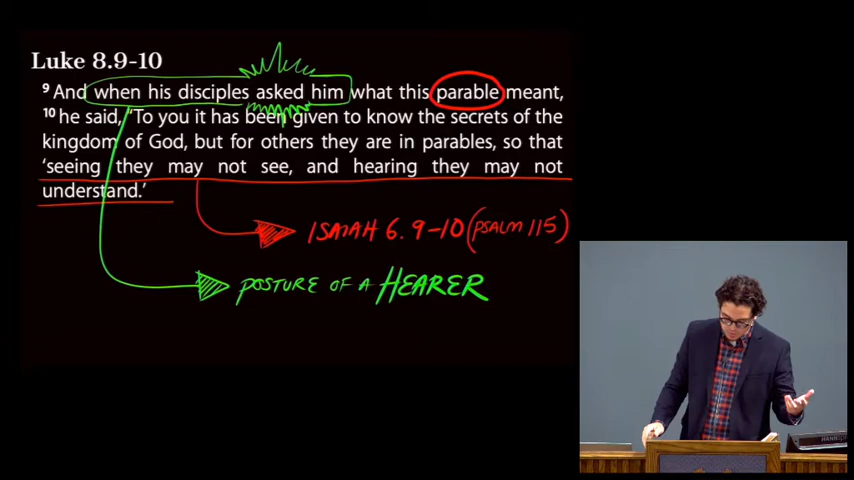 Luke 8.9-10
9 And when his disciples asked him what this parable meant,
10 he said, "To you it has been given to know the secrets of the
kingdom of God, but for others they are in parables, so that
'seeing they may not see, and hearing they may not
understand.'
ISAIAH 6.9-10 (PSALM 115)
POSTURE OF A HEARER